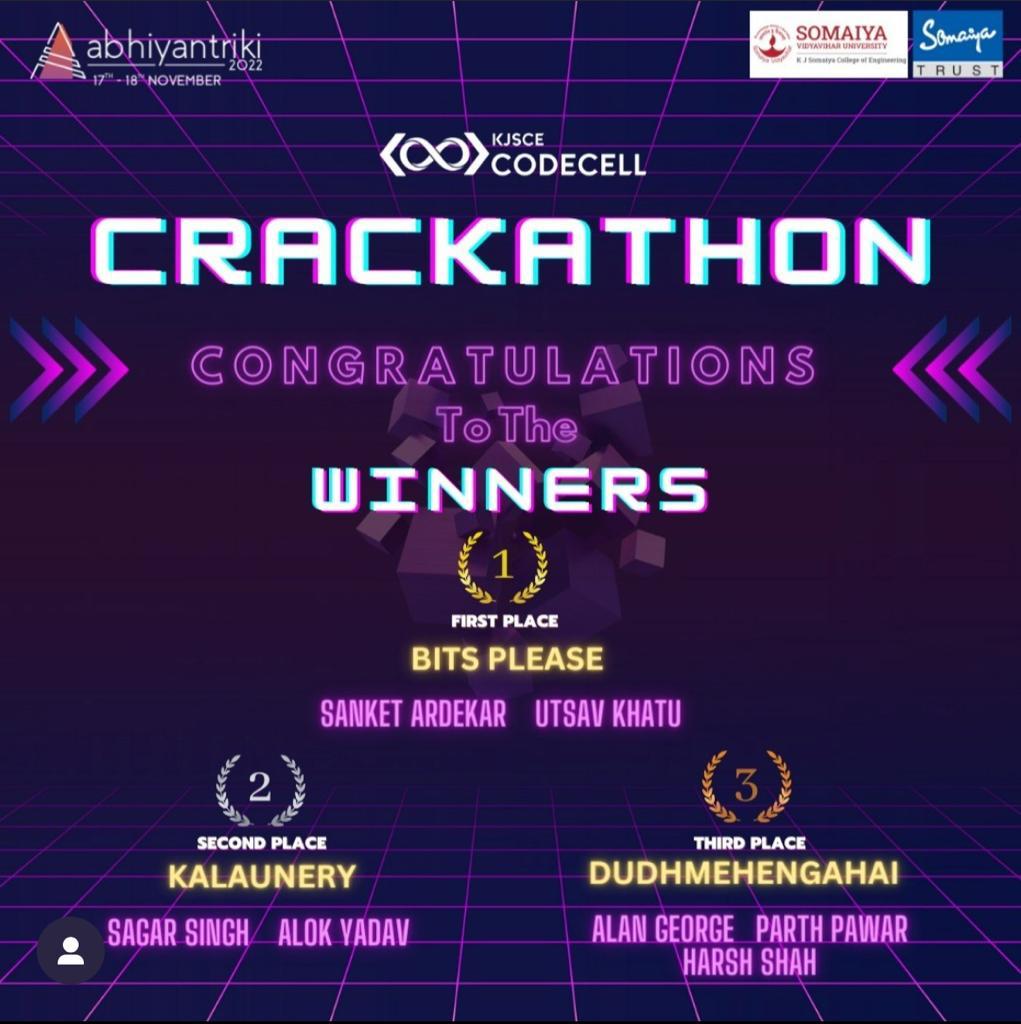 abhiyantriki
2022
17TH - 18TH NOVEMBER
SOMAIYA
VIDYAVIHAR UNIVERSITY
K J Somaiya College of Engineering
Somaiya
TRUST
KJSCE
CODECELL
CRACKATHON
CONGRATULATIONS
To The
WINNERS
1
FIRST PLACE
BITS PLEASE
SANKET ARDEKAR UTSAV KHATU
2
SECOND PLACE
KALAUNERY
SAGAR SINGH ALOK YADAV
3
THIRD PLACE
DUDHMEHENGAHAI
ALAN GEORGE PARTH PAWAR
HARSH SHAH